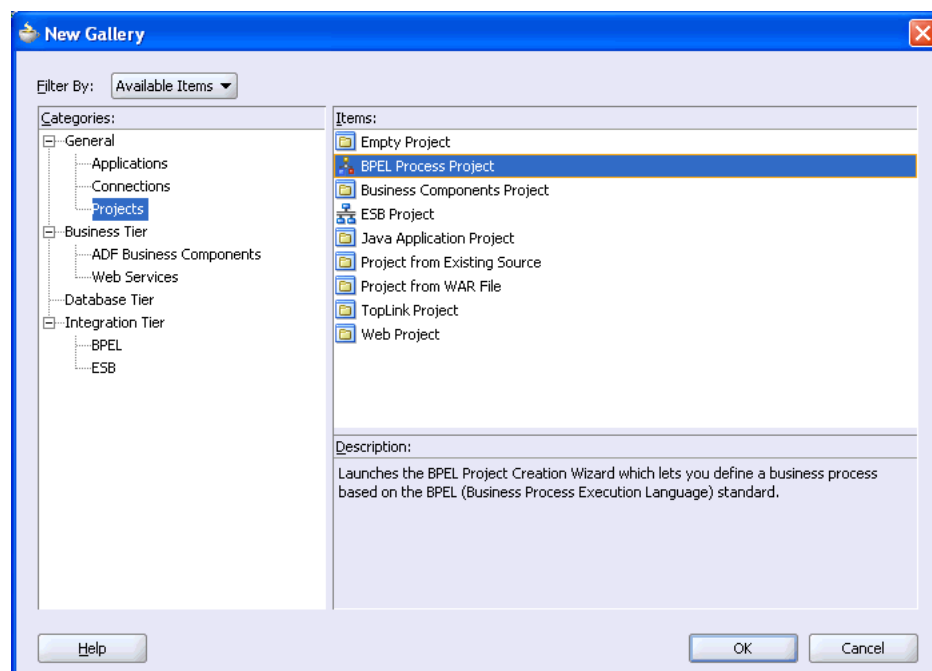 New Gallery
Filter By: Available Items
Categories:
General
Applications
Connections
Projects
Business Tier
ADF Business Components
Web Services
Database Tier
Integration Tier
BPEL
ESB
Items:
Empty Project
BPEL Process Project
Business Components Project
ESB Project
Java Application Project
Project from Existing Source
Project from WAR File
TopLink Project
Web Project
Description:
Launches the BPEL Project Creation Wizard which lets you define a business process
based on the BPEL (Business Process Execution Language) standard.
Help
OK
Cancel